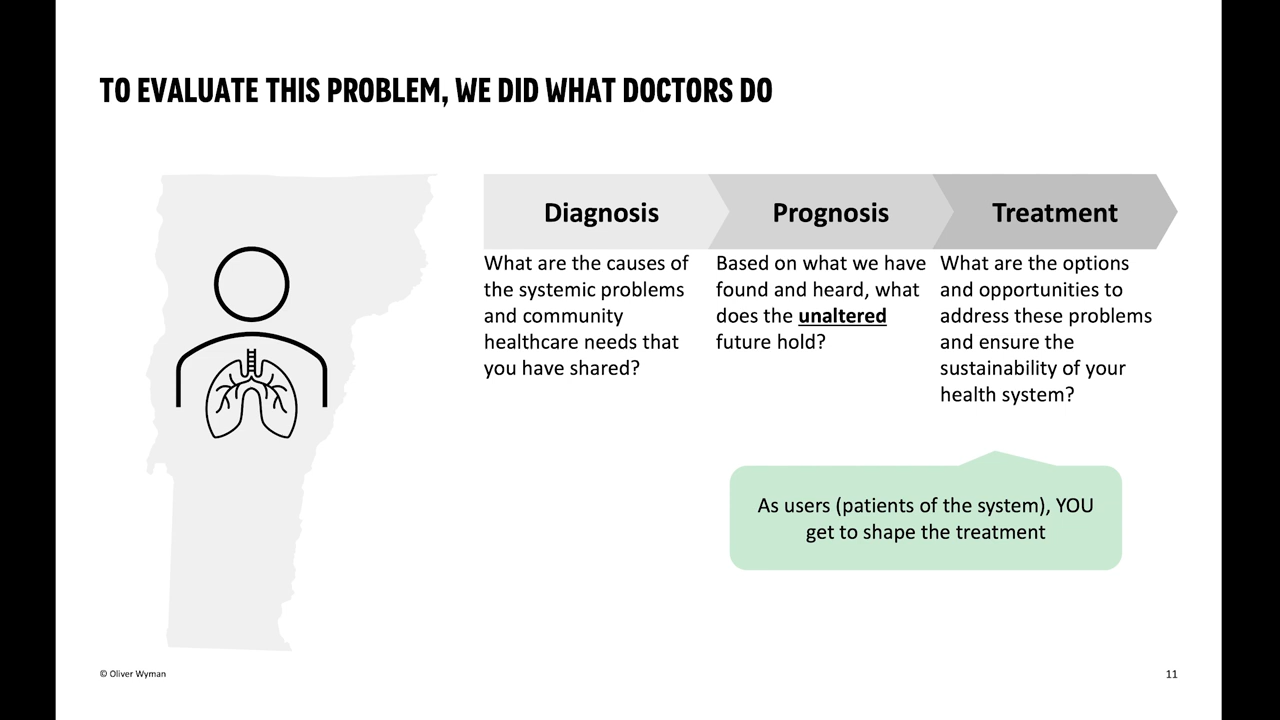 TO EVALUATE THIS PROBLEM, WE DID WHAT DOCTORS DO
Diagnosis
What are the causes of
the systemic problems
and community
healthcare needs that
you have shared?
Prognosis
Based on what we have
found and heard, what
does the unaltered
future hold?
Treatment
What are the options
and opportunities to
address these problems
and ensure the
sustainability of your
health system?
As users (patients of the system), YOU
get to shape the treatment
© Oliver Wyman
11